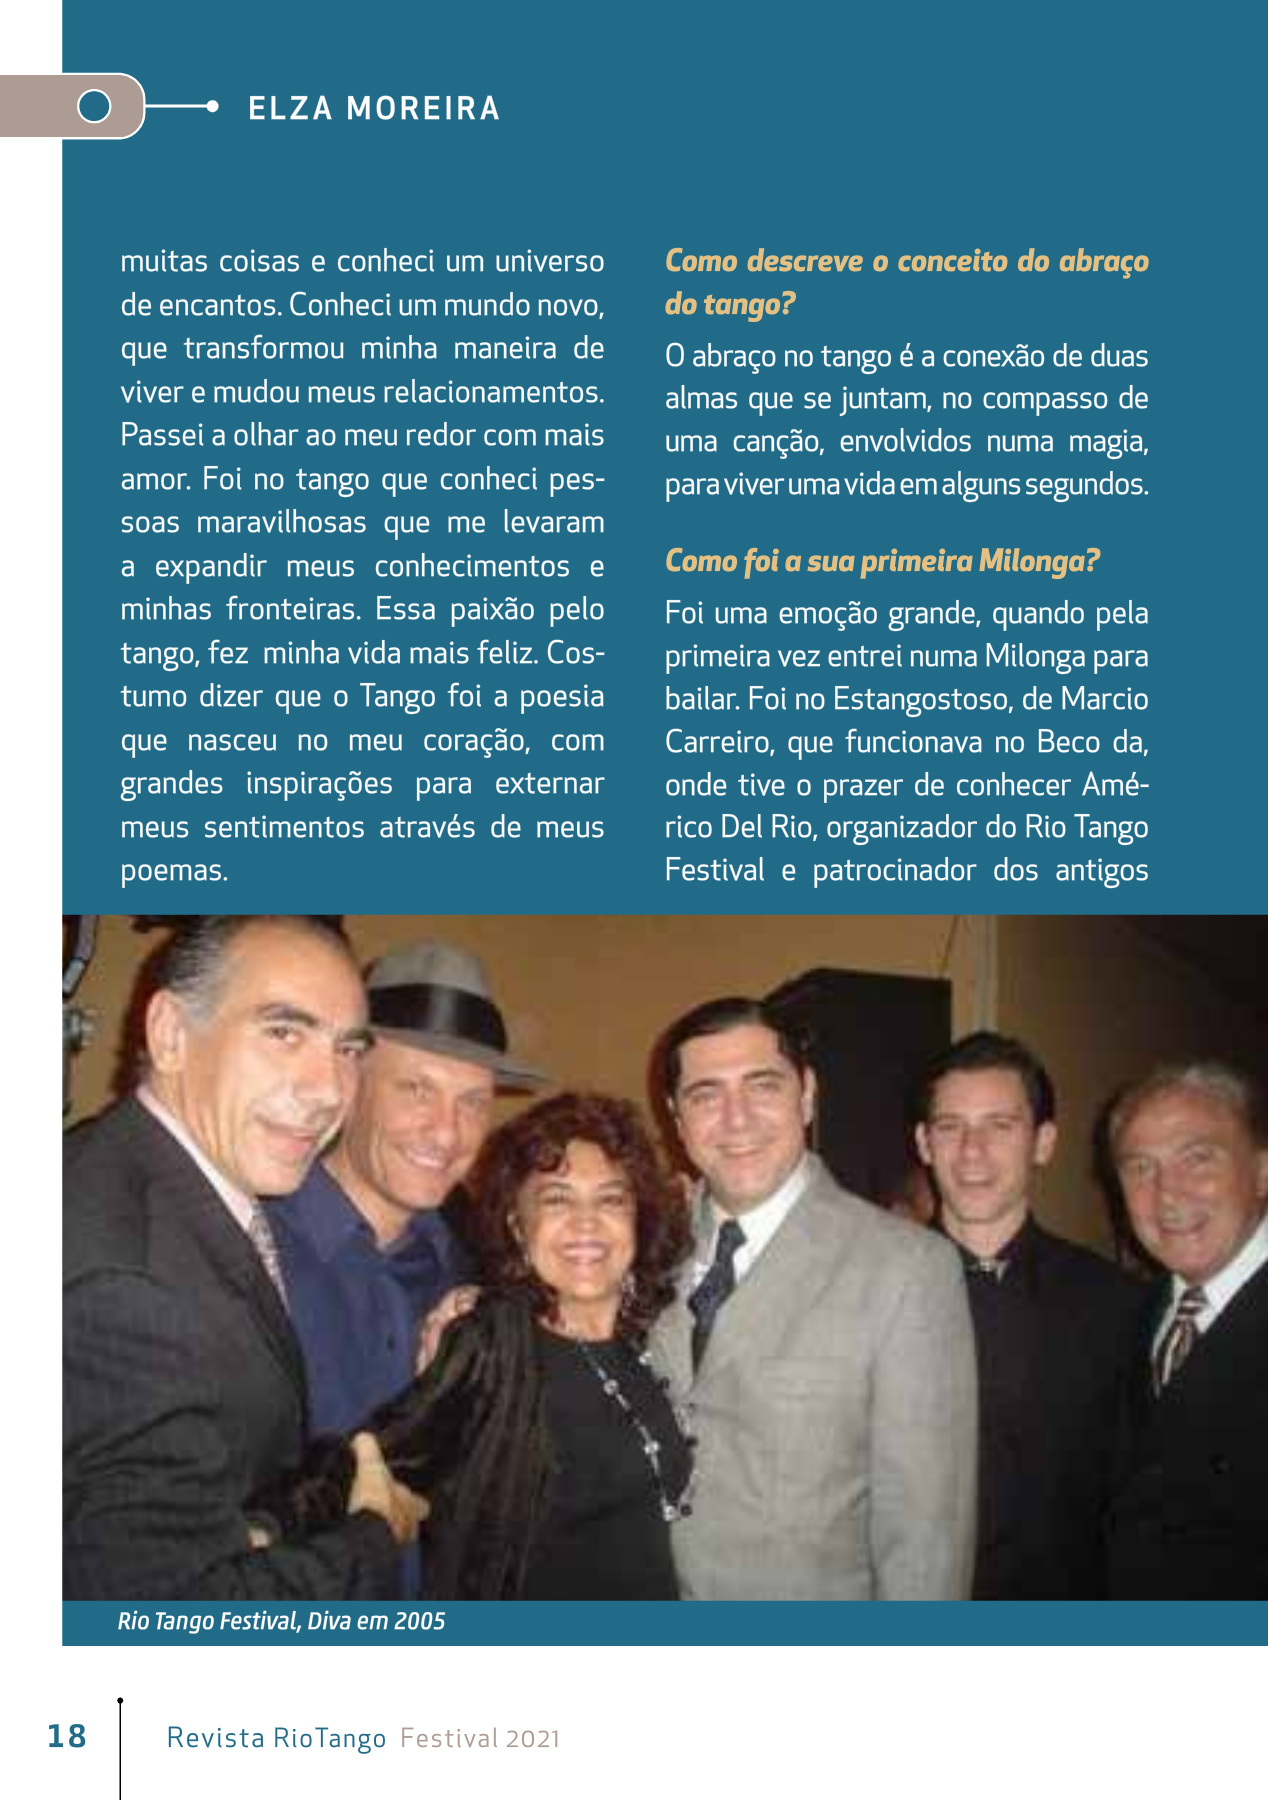 ELZA MOREIRA
muitas coisas e conheci um universo
de encantos. Conheci um mundo novo,
que transformou minha maneira de
viver e mudou meus relacionamentos.
Passei a olhar ao meu redor com mais
amor. Foi no tango que conheci pes-
soas maravilhosas que me levaram
a expandir meus conhecimentos e
minhas fronteiras. Essa paixão pelo
tango, fez minha vida mais feliz. Cos-
tumo dizer que o Tango foi a poesia
que nasceu no meu coração, com
grandes inspirações para externar
meus sentimentos através de meus
poemas.
Como descreve o conceito do abraço
do tango?
O abraço no tango é a conexão de duas
almas que se juntam, no compasso de
uma canção, envolvidos numa magia,
para viver uma vida em alguns segundos.
Como foi a sua primeira Milonga?
Foi uma emoção grande, quando pela
primeira vez entrei numa Milonga para
bailar. Foi no Estangostoso, de Marcio
Carreiro, que funcionava no Beco da,
onde tive o prazer de conhecer Amé-
rico Del Rio, organizador do Rio Tango
Festival e patrocinador dos antigos
Rio Tango Festival, Diva em 2005
18 Revista RioTango Festival 2021